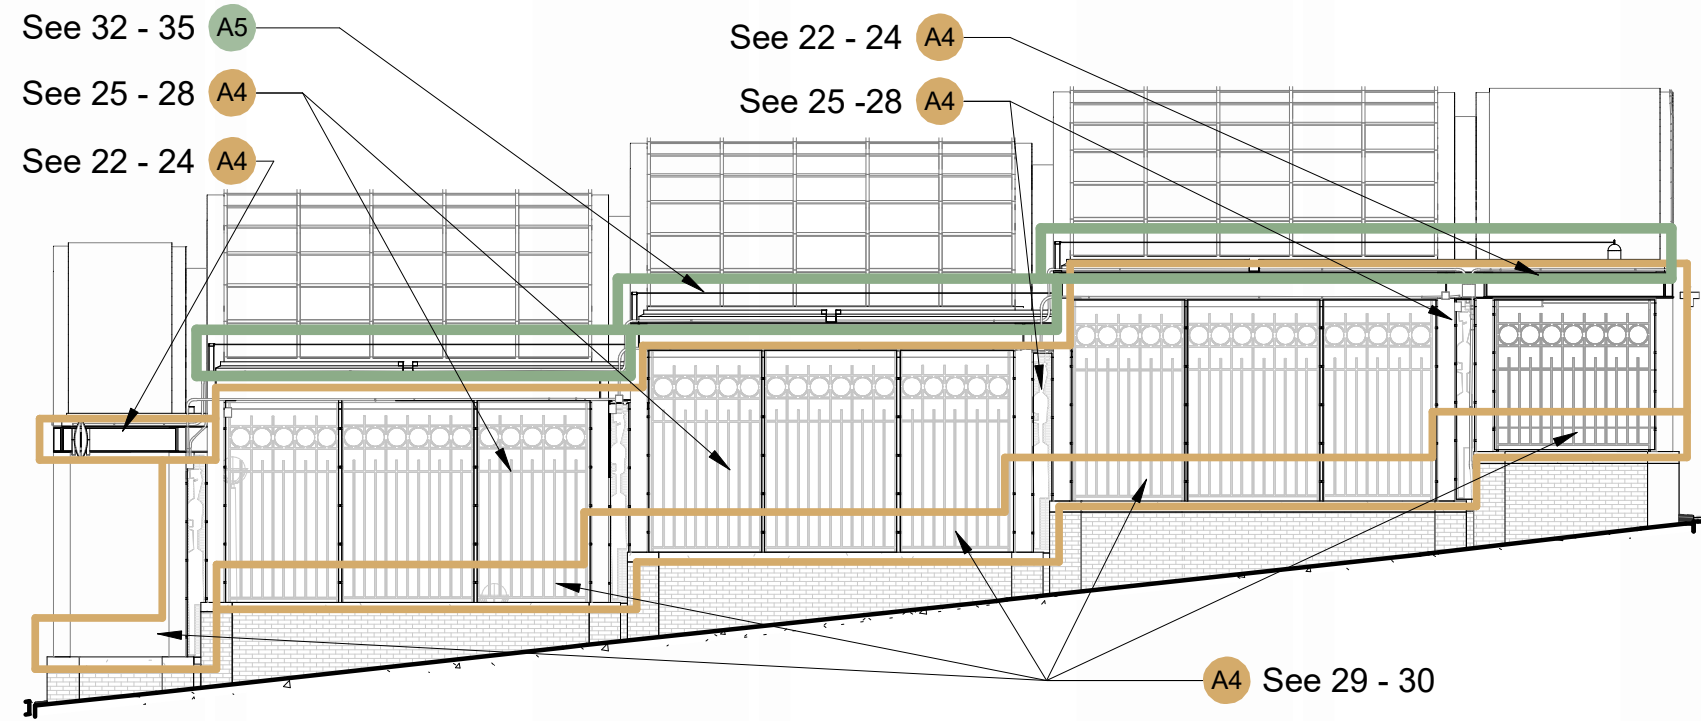 See 32 - 35 A5
See 25 - 28 A4
See 22 - 24 A4
See 22 - 24 A4
See 25 -28 A4
A4 See 29 - 30